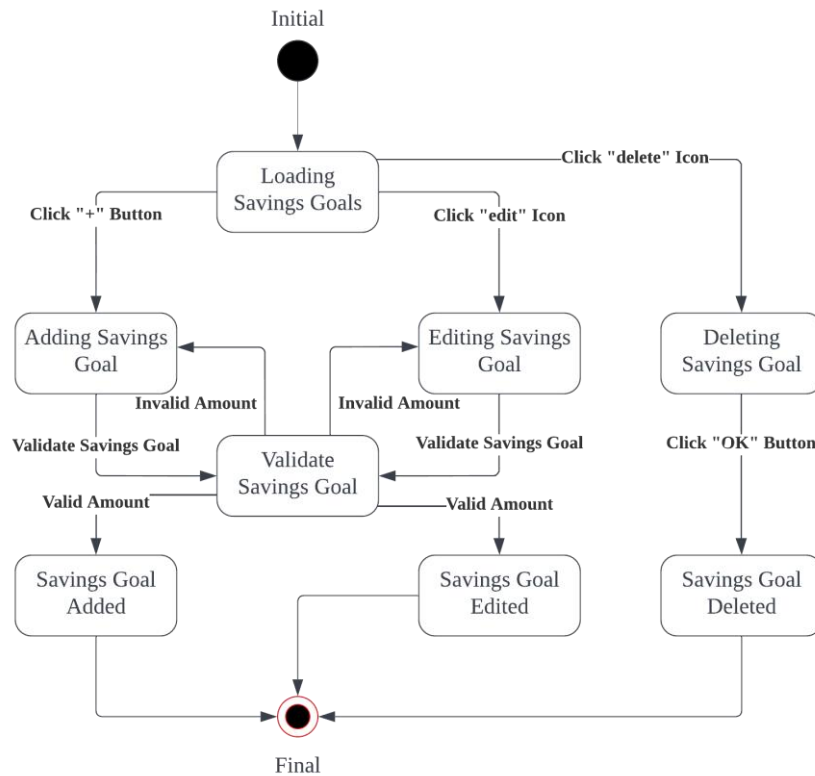 Initial
Click "delete" Icon
Loading
Savings Goals
Click "+" Button
Click "edit" Icon
Adding Savings
Goal
Editing Savings
Goal
Deleting
Savings Goal
Invalid Amount
Invalid Amount
Validate Savings Goal
Validate Savings Goal
Click "OK" Button
Validate
Savings Goal
Valid Amount
Valid Amount
Savings Goal
Added
Savings Goal
Edited
Savings Goal
Deleted
Final